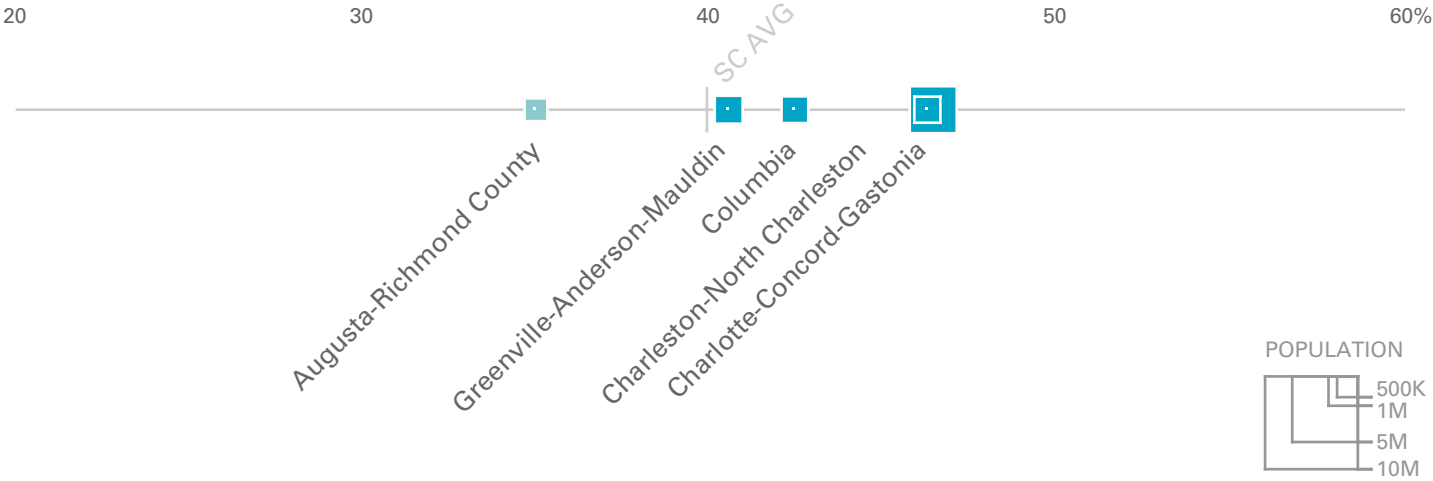 20 30 40 50 60%
SC AVG
Augusta-Richmond County
Greenville-Anderson-Mauldin
Columbia
Charleston-North Charleston
Charlotte-Concord-Gastonia
POPULATION
500K
1M
5M
10M